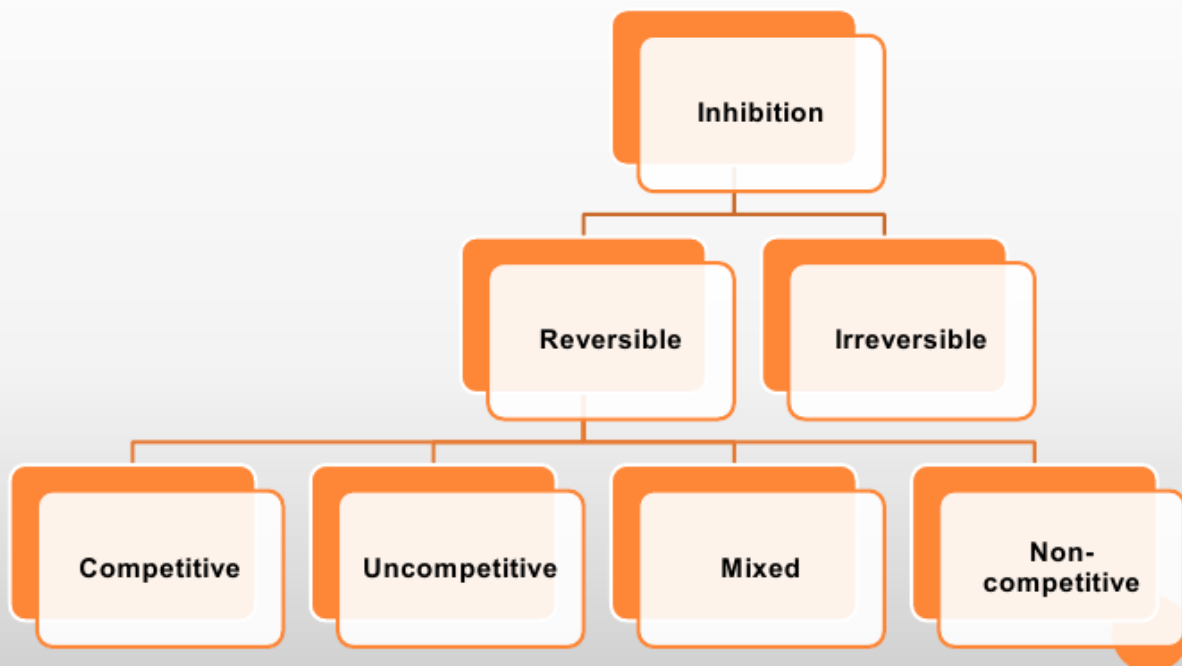 Inhibition
Reversible
Irreversible
Competitive
Uncompetitive
Mixed
Non-
competitive